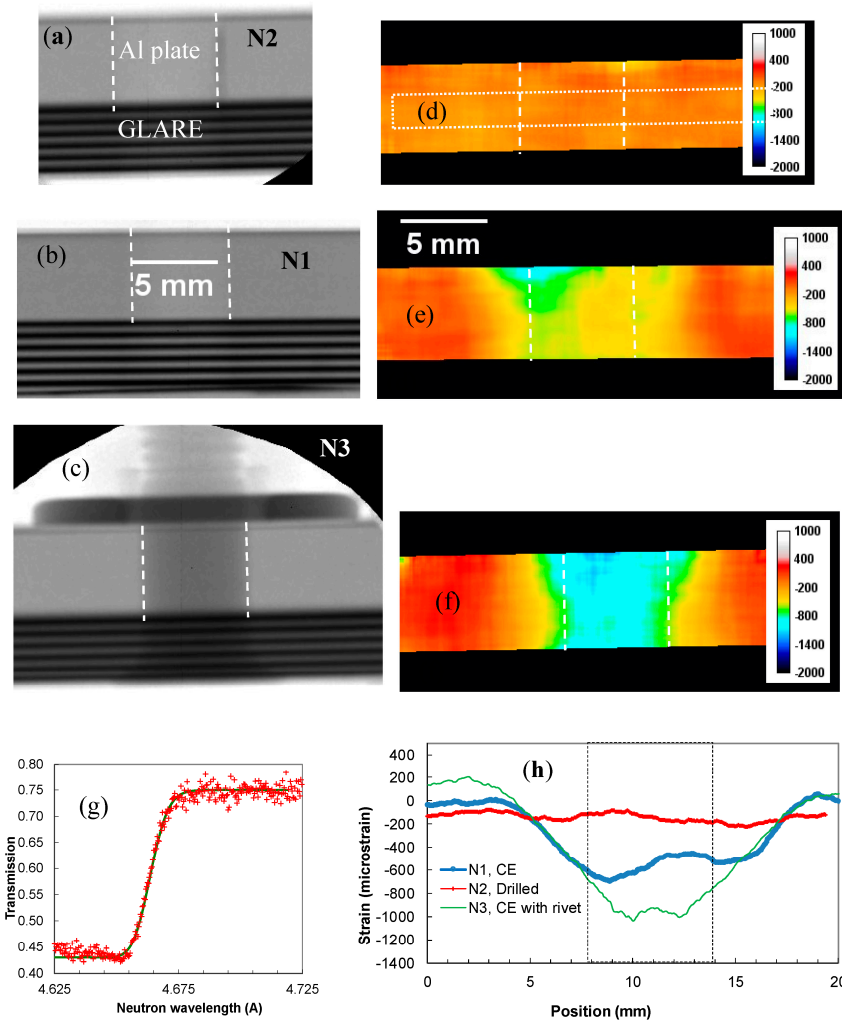 (a)
N2
Al plate
GLARE
(d)
1000
400
-200
-800
-1400
-2000
(b)
N1
5 mm
5 mm
(e)
1000
400
-200
-800
-1400
-2000
(c)
N3
(f)
1000
400
-200
-800
-1400
-2000
(g)
Transmission
0.80
0.75
0.70
0.65
0.60
0.55
0.50
0.45
0.40
4.625
4.675
4.725
Neutron wavelength (A)
(h)
Strain (microstrain)
400
200
0
-200
-400
-600
-800
-1000
-1200
-1400
N1, CE
N2, Drilled
N3, CE with rivet
0
5
10
15
20
Position (mm)